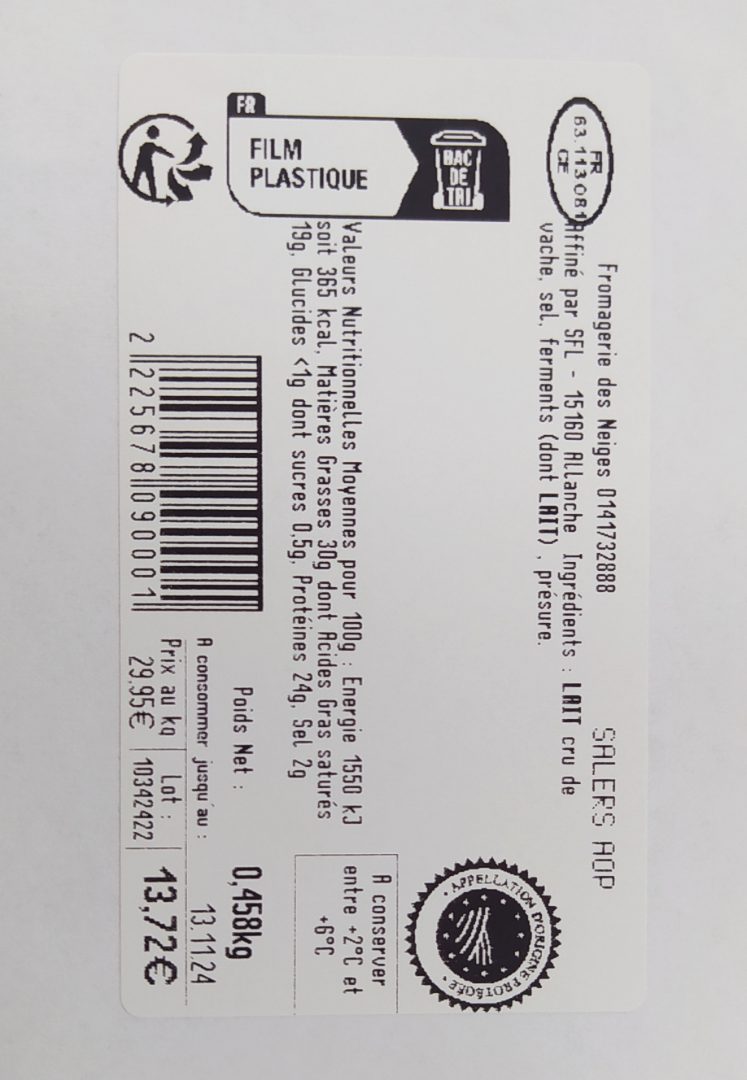 Fromagerie des Neiges 0141732888
SALERS AOP
FR
63.113.081
CE
Affiné par SFL - 15160 Allanche Ingrédients : LAIT cru de
vache, sel, ferments (dont LAIT), présure.
APPELLATION D'ORIGINE PROTÉGÉE
FR
FILM
PLASTIQUE
BAC
DE
TRI
A conserver
entre +2°C et
+6°C
Valeurs Nutritionnelles Moyennes pour 100g : Energie 1550 kJ
soit 365 kcal, Matières Grasses 30g dont Acides Gras saturés
19g, Glucides <1g dont sucres 0,5g, Protéines 24g, Sel 2g
Poids Net :
0,458kg
A consommer jusqu'au :
13.11.24
Prix au kg
29.95€
Lot :
10342422
13,72€
2 225678 090001